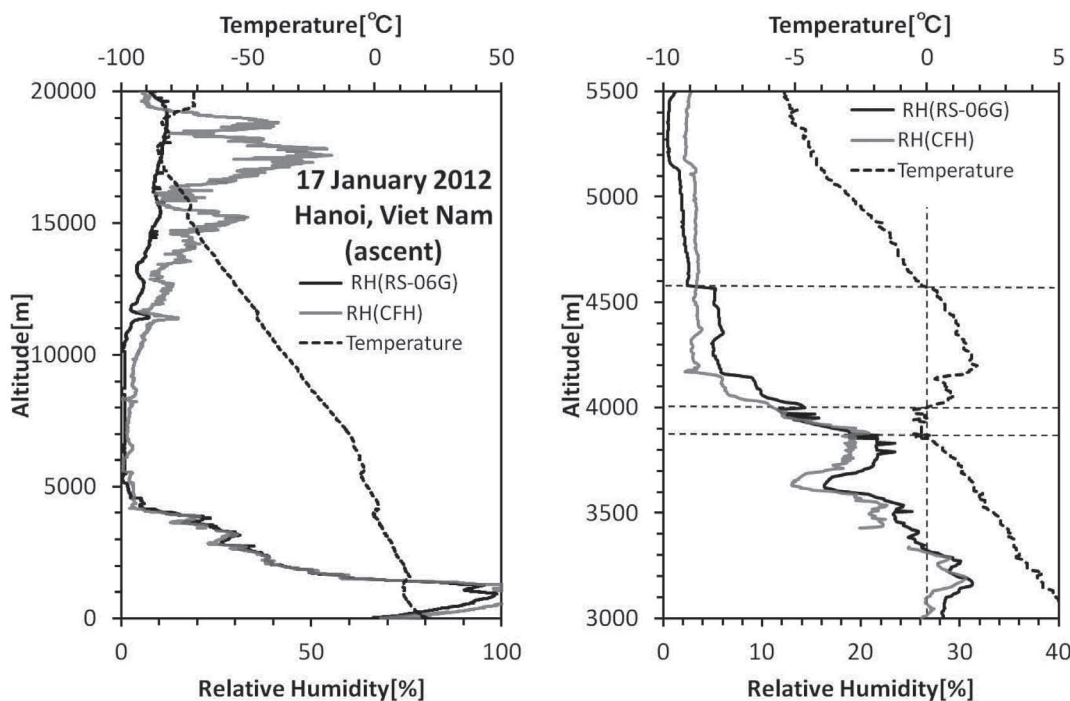 Temperature[℃]
-100 -50 0 50
20000
15000
10000
5000
0
Altitude[m]
17 January 2012
Hanoi, Viet Nam
(ascent)
RH(RS-06G)
RH(CFH)
Temperature
0 50 100
Relative Humidity[%]
Temperature[℃]
-10 -5 0 5
5500
5000
4500
4000
3500
3000
Altitude[m]
RH(RS-06G)
RH(CFH)
Temperature
0 10 20 30 40
Relative Humidity[%]